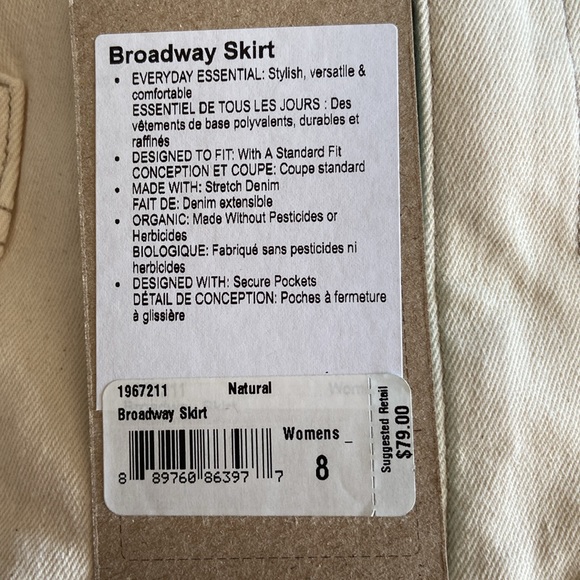 Broadway Skirt
• EVERYDAY ESSENTIAL: Stylish, versatile &
comfortable
ESSENTIEL DE TOUS LES JOURS : Des
vêtements de base polyvalents, durables et
raffinés
• DESIGNED TO FIT: With A Standard Fit
CONCEPTION ET COUPE: Coupe standard
• MADE WITH: Stretch Denim
FAIT DE: Denim extensible
• ORGANIC: Made Without Pesticides or
Herbicides
BIOLOGIQUE: Fabriqué sans pesticides ni
herbicides
• DESIGNED WITH: Secure Pockets
DÉTAIL DE CONCEPTION: Poches à fermeture
à glissière
1967211 Natural
Broadway Skirt
Womens _
8
8 89760 86397 7
Suggested Retail
$79.00